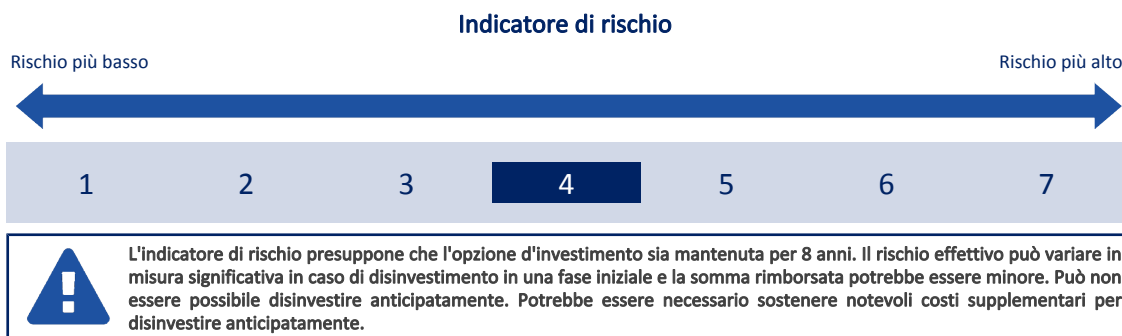 Indicatore di rischio
Rischio più basso
Rischio più alto
1 2 3 4 5 6 7
L'indicatore di rischio presuppone che l'opzione d'investimento sia mantenuta per 8 anni. Il rischio effettivo può variare in
misura significativa in caso di disinvestimento in una fase iniziale e la somma rimborsata potrebbe essere minore. Può non
essere possibile disinvestire anticipatamente. Potrebbe essere necessario sostenere notevoli costi supplementari per
disinvestire anticipatamente.